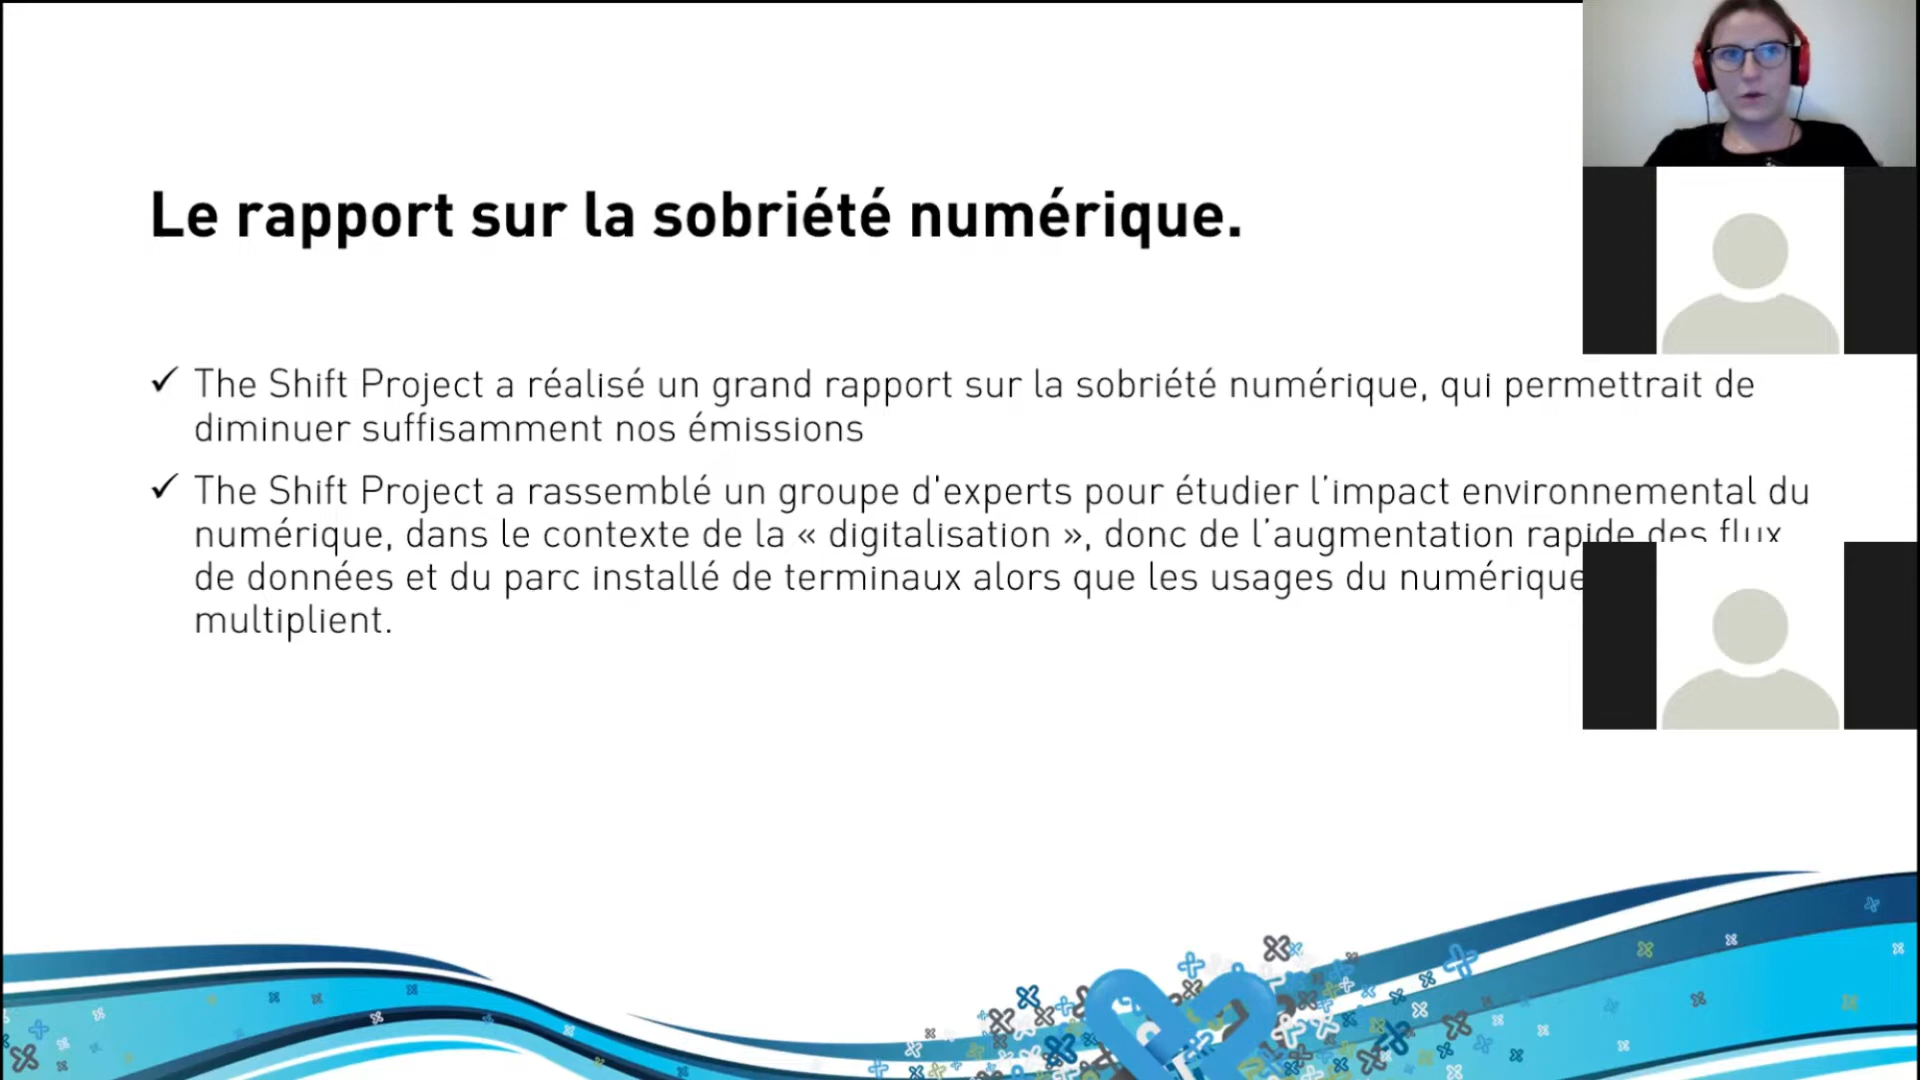 Le rapport sur la sobriété numérique.
✓ The Shift Project a réalisé un grand rapport sur la sobriété numérique, qui permettrait de
diminuer suffisamment nos émissions
✓ The Shift Project a rassemblé un groupe d'experts pour étudier l’impact environnemental du
numérique, dans le contexte de la « digitalisation », donc de l’augmentation rapide des flux
de données et du parc installé de terminaux alors que les usages du numérique
multiplient.